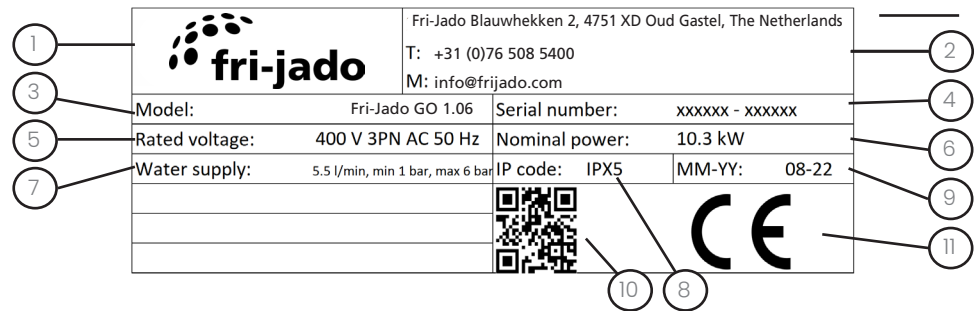 1
fri-jado
Fri-Jado Blauwhekken 2, 4751 XD Oud Gastel, The Netherlands
T: +31 (0)76 508 5400
M: info@frijado.com
2
3
Model: Fri-Jado GO 1.06 Serial number: xxxxxx - xxxxxx
4
5
Rated voltage: 400 V 3PN AC 50 Hz Nominal power: 10.3 kW
6
7
Water supply: 5.5 l/min, min 1 bar, max 6 bar IP code: IPX5 MM-YY: 08-22
9
CE
11
10
8